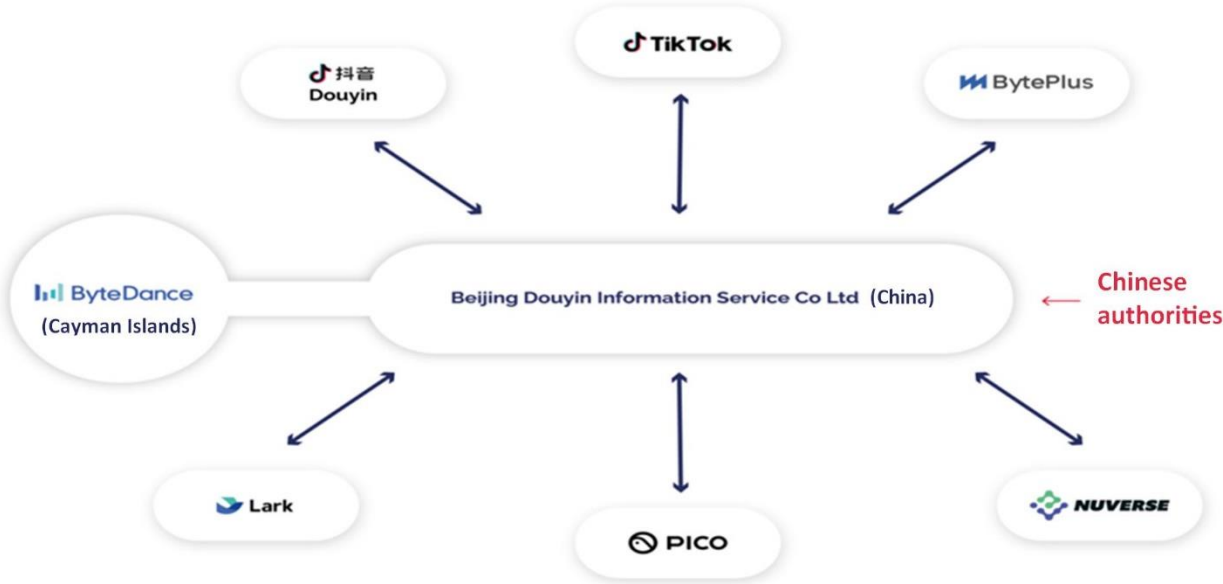 TikTok
抖音
Douyin
BytePlus
ByteDance
(Cayman Islands)
Beijing Douyin Information Service Co Ltd (China)
Chinese
authorities
Lark
PICO
NUVERSE